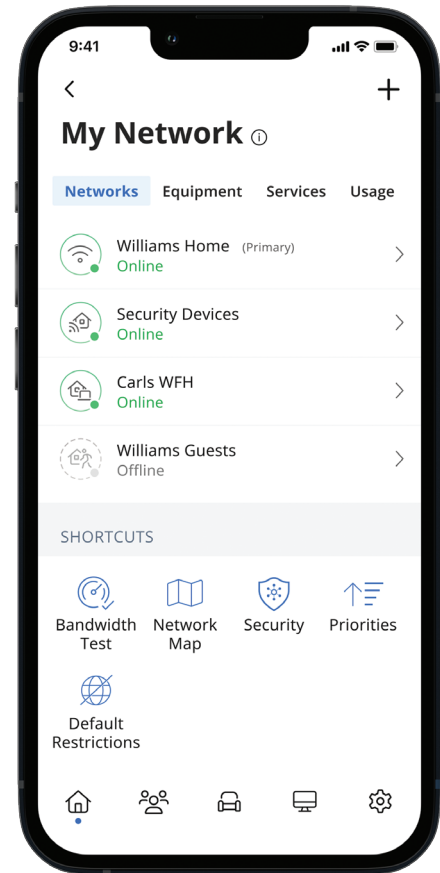 9:41
My Network
Networks Equipment Services Usage
Williams Home (Primary)
Online
Security Devices
Online
Carls WFH
Online
Williams Guests
Offline
SHORTCUTS
Bandwidth Test
Network Map
Security
Priorities
Default Restrictions